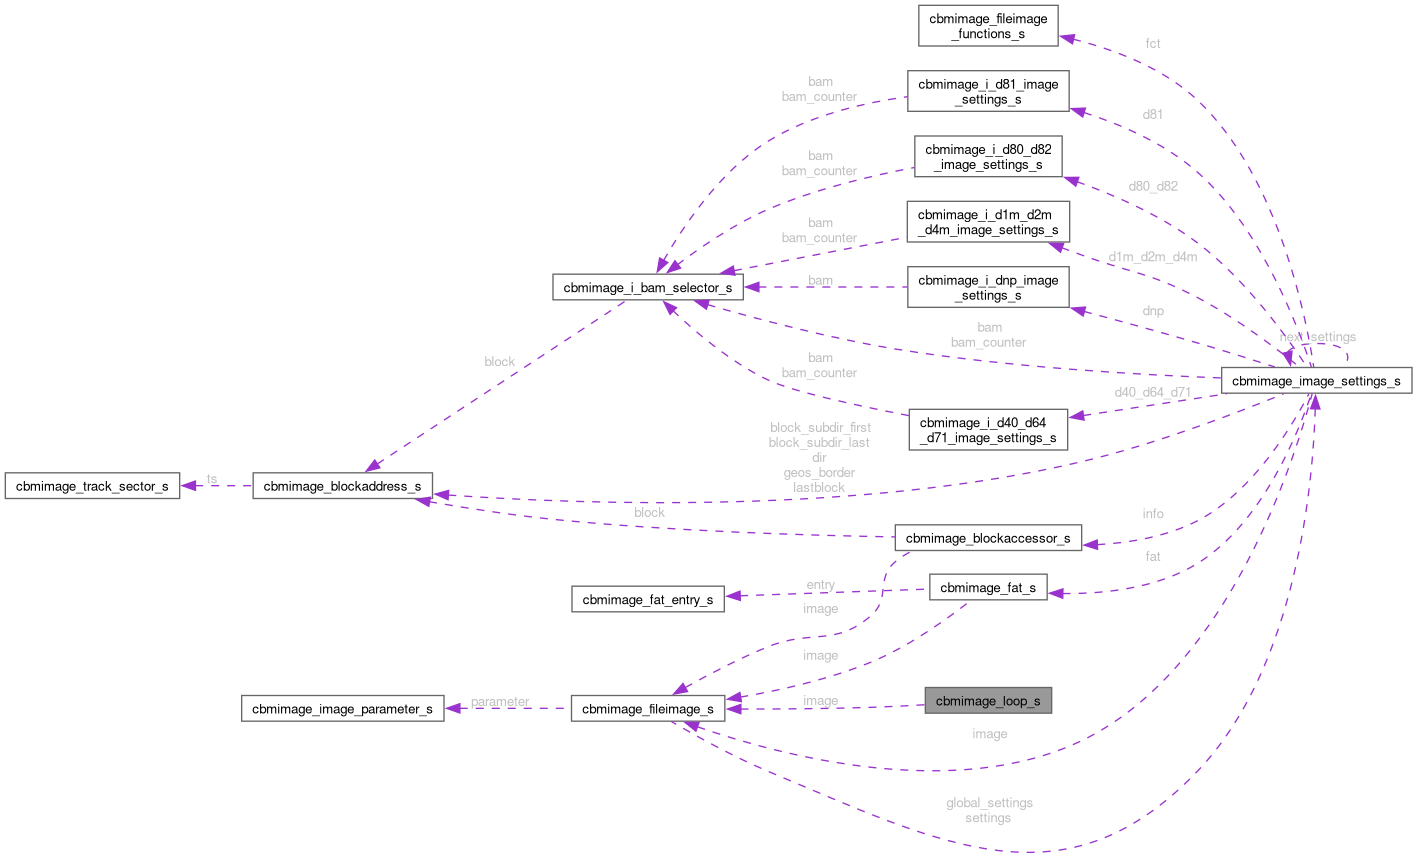 cbmimage_fileimage
_functions_s
fct
cbmimage_i_d81_image
_settings_s
bam
bam_counter
d81
cbmimage_i_d80_d82
_image_settings_s
bam
bam_counter
d80_d82
cbmimage_i_d1m_d2m
_d4m_image_settings_s
bam
bam_counter
d1m_d2m_d4m
cbmimage_i_bam_selector_s
bam
cbmimage_i_dnp_image
_settings_s
dnp
bam
bam_counter
next_settings
block
bam
bam_counter
cbmimage_image_settings_s
d40_d64_d71
cbmimage_i_d40_d64
_d71_image_settings_s
block_subdir_first
block_subdir_last
dir
geos_border
lastblock
cbmimage_track_sector_s
ts
cbmimage_blockaddress_s
block
info
cbmimage_blockaccessor_s
fat
cbmimage_fat_entry_s
entry
cbmimage_fat_s
image
image
cbmimage_image_parameter_s
parameter
cbmimage_fileimage_s
image
cbmimage_loop_s
image
global_settings
settings